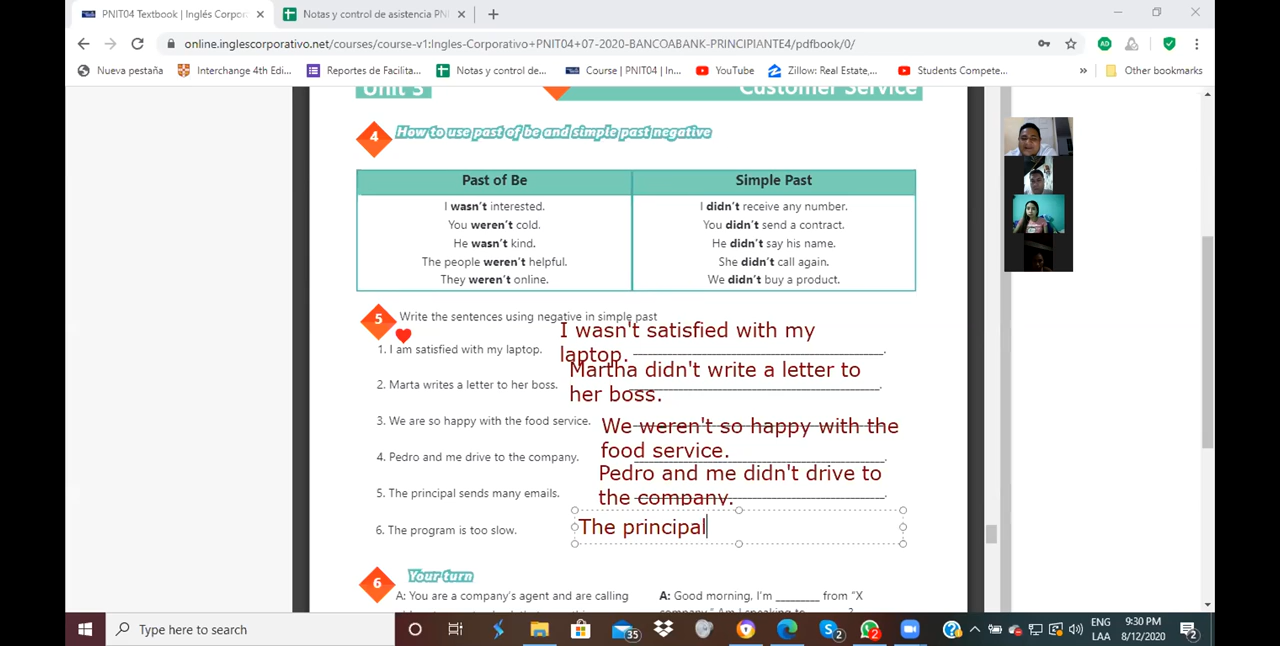 PNIT04 Textbook | Inglés Corpor
Notas y control de asistencia PNI
online.inglescorporativo.net/courses/course-v1:Ingles-Corporativo+PNIT04+07-2020-BANCOABANK-PRINCIPIANTE4/pdfbook/0/
Nueva pestaña
Interchange 4th Edi...
Reportes de Facilita...
Notas y control de...
Course | PNIT04 | In...
YouTube
Zillow: Real Estate,...
Students Compete...
»
Other bookmarks
Unit 3
Customer Service
4 How to use past of be and simple past negative
Past of Be
Simple Past
I wasn't interested.
I didn't receive any number.
You weren't cold.
You didn't send a contract.
He wasn't kind.
He didn't say his name.
The people weren't helpful.
She didn't call again.
They weren't online.
We didn't buy a product.
5 Write the sentences using negative in simple past
1. I am satisfied with my laptop.
I wasn't satisfied with my
laptop.
2. Marta writes a letter to her boss.
Martha didn't write a letter to
her boss.
3. We are so happy with the food service.
We weren't so happy with the
food service.
4. Pedro and me drive to the company.
Pedro and me didn't drive to
the company.
5. The principal sends many emails.
The principal
6. The program is too slow.
6 Your turn
A: You are a company's agent and are calling
A: Good morning, I'm _________ from "X
Type here to search
35
2
2
ENG
LAA
9:30 PM
8/12/2020
2